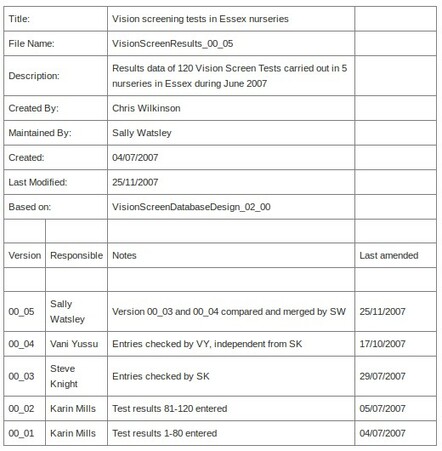 Title: Vision screening tests in Essex nurseries
File Name: VisionScreenResults_00_05
Description: Results data of 120 Vision Screen Tests carried out in 5
nurseries in Essex during June 2007
Created By: Chris Wilkinson
Maintained By: Sally Watsley
Created: 04/07/2007
Last Modified: 25/11/2007
Based on: VisionScreenDatabaseDesign_02_00
Version Responsible Notes Last amended
00_05 Sally
Watsley Version 00_03 and 00_04 compared and merged by SW 25/11/2007
00_04 Vani Yussu Entries checked by VY, independent from SK 17/10/2007
00_03 Steve
Knight Entries checked by SK 29/07/2007
00_02 Karin Mills Test results 81-120 entered 05/07/2007
00_01 Karin Mills Test results 1-80 entered 04/07/2007